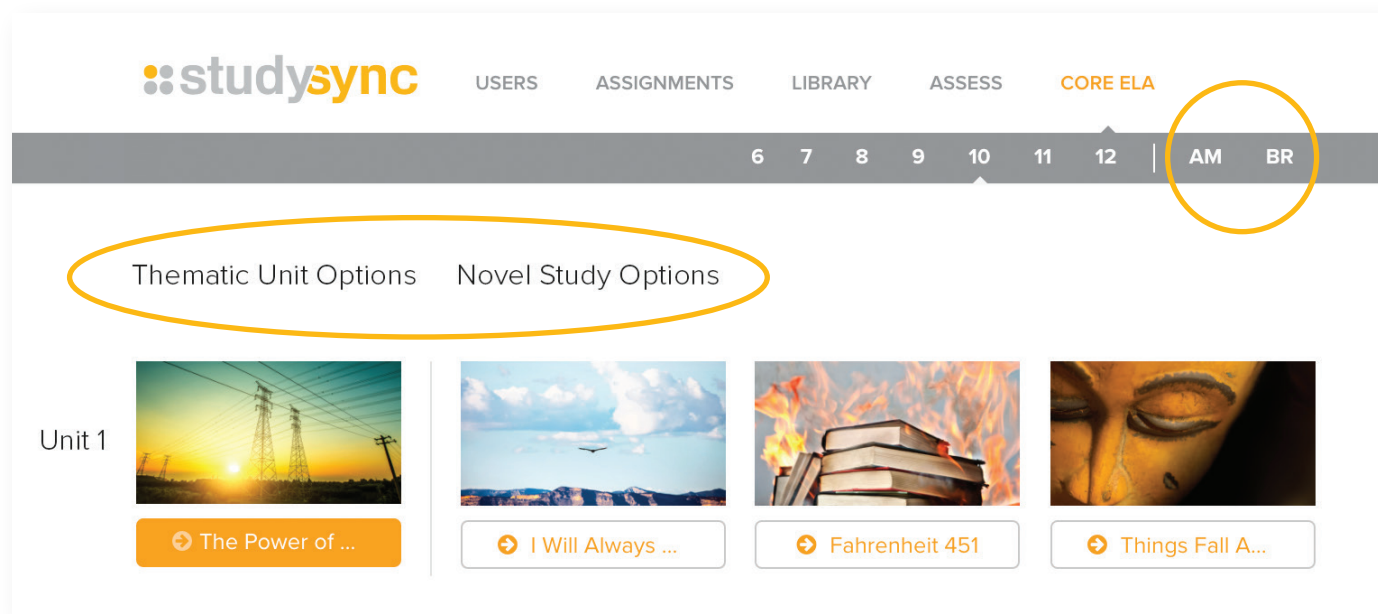 studysync USERS ASSIGNMENTS LIBRARY ASSESS CORE ELA
6 7 8 9 10 11 12 AM BR
Thematic Unit Options Novel Study Options
Unit 1
The Power of ... I Will Always ... Fahrenheit 451 Things Fall A...